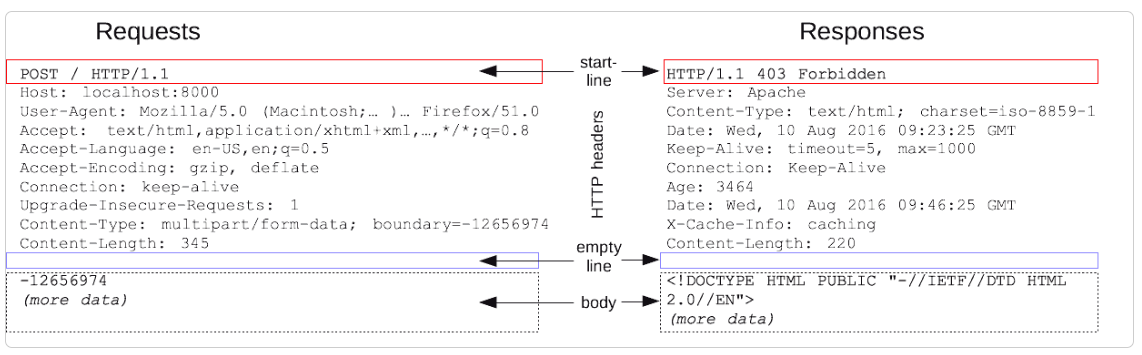 Requests
POST / HTTP/1.1
Host: localhost:8000
User-Agent: Mozilla/5.0 (Macintosh;… )… Firefox/51.0
Accept: text/html,application/xhtml+xml,…,*/*;q=0.8
Accept-Language: en-US,en;q=0.5
Accept-Encoding: gzip, deflate
Connection: keep-alive
Upgrade-Insecure-Requests: 1
Content-Type: multipart/form-data; boundary=-12656974
Content-Length: 345
-12656974
(more data)
start-
line
HTTP headers
empty
line
body
Responses
HTTP/1.1 403 Forbidden
Server: Apache
Content-Type: text/html; charset=iso-8859-1
Date: Wed, 10 Aug 2016 09:23:25 GMT
Keep-Alive: timeout=5, max=1000
Connection: Keep-Alive
Age: 3464
Date: Wed, 10 Aug 2016 09:46:25 GMT
X-Cache-Info: caching
Content-Length: 220
<!DOCTYPE HTML PUBLIC "-//IETF//DTD HTML
2.0//EN">
(more data)